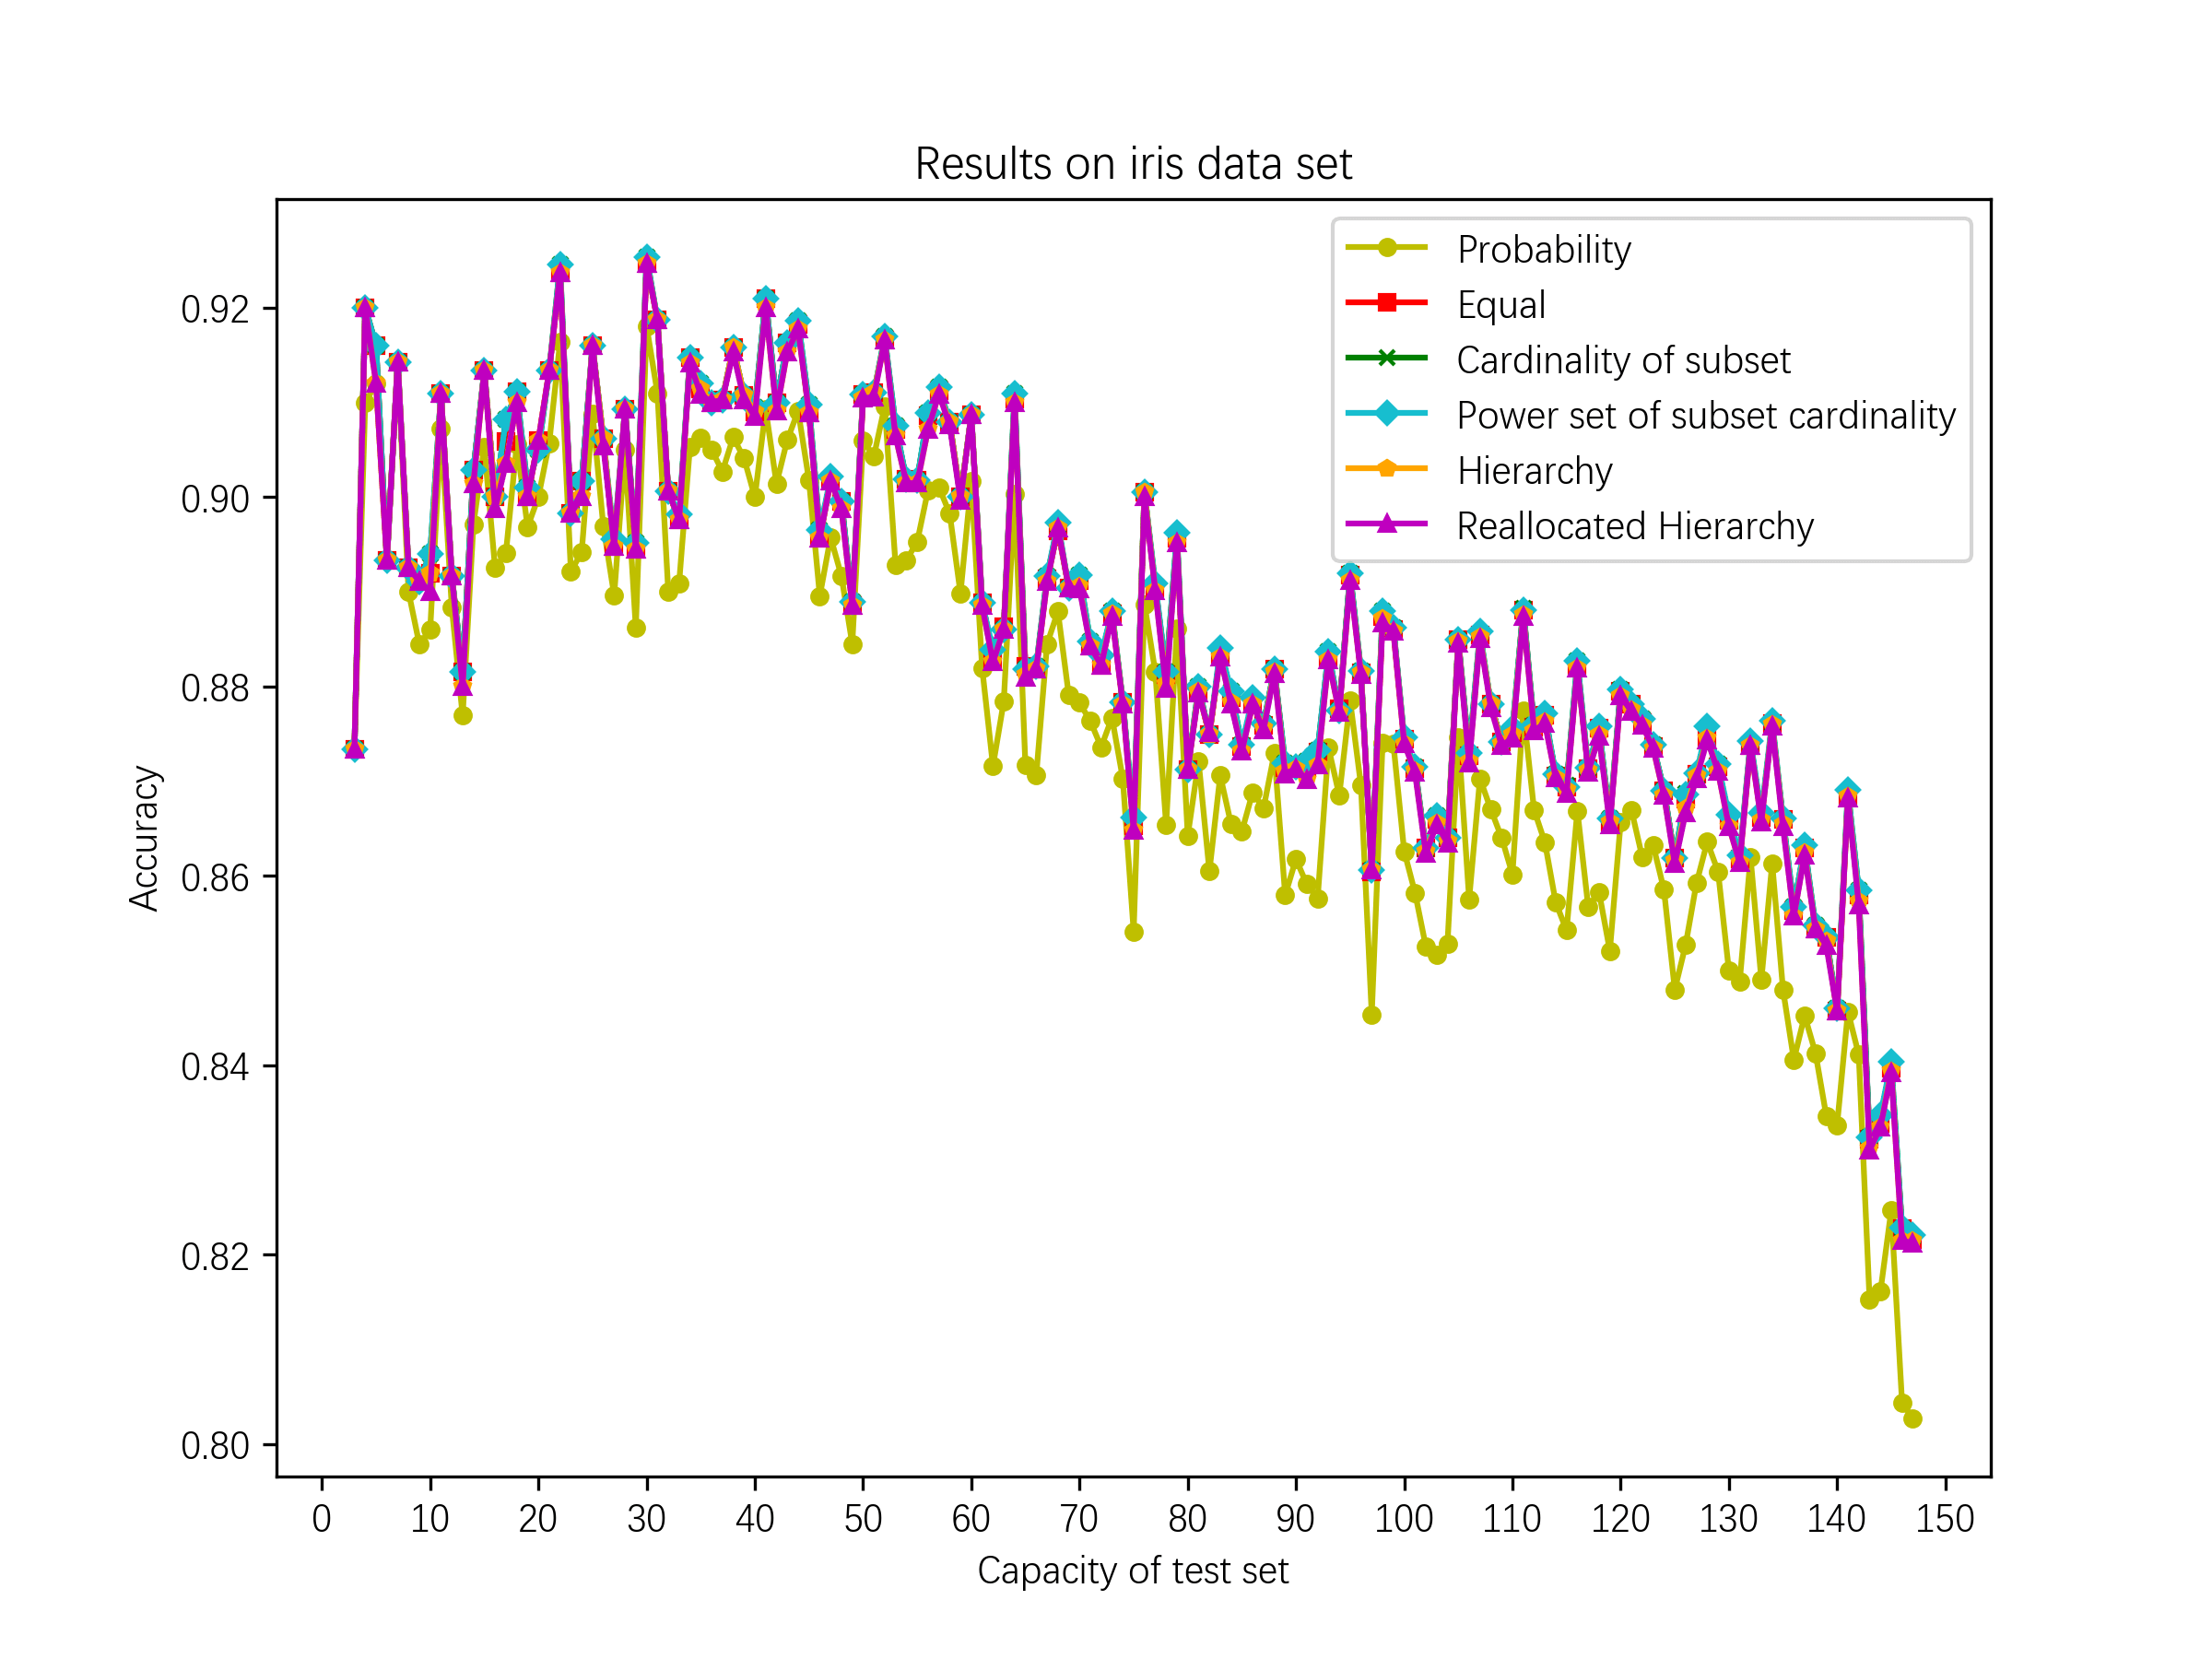 Results on iris data set
Probability
Equal
Cardinality of subset
Power set of subset cardinality
Hierarchy
Reallocated Hierarchy
Accuracy
0.92
0.90
0.88
0.86
0.84
0.82
0.80
0 10 20 30 40 50 60 70 80 90 100 110 120 130 140 150
Capacity of test set